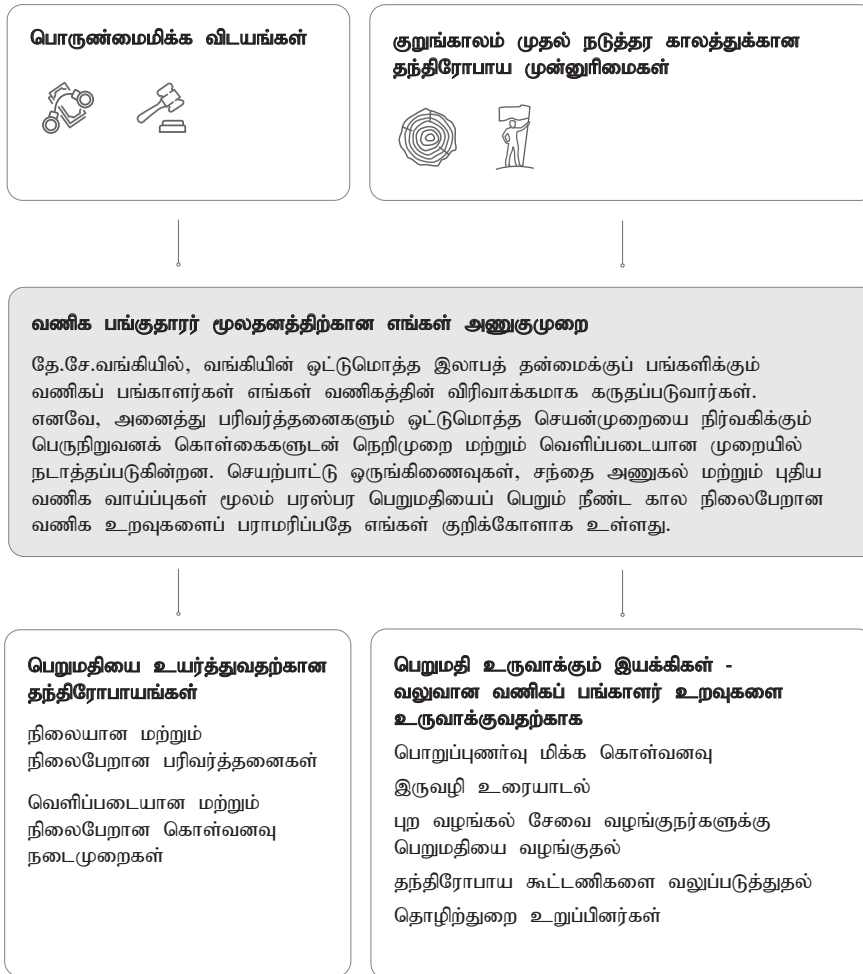 பொருண்மைமிக்க விடயங்கள்
குறுங்காலம் முதல் நடுத்தர காலத்துக்கான
தந்திரோபாய முன்னுரிமைகள்
வணிக பங்குதாரர் மூலதனத்திற்கான எங்கள் அணுகுமுறை
தே.சே.வங்கியில், வங்கியின் ஒட்டுமொத்த இலாபத் தன்மைக்குப் பங்களிக்கும்
வணிகப் பங்காளர்கள் எங்கள் வணிகத்தின் விரிவாக்கமாக கருதப்படுவார்கள்.
எனவே, அனைத்து பரிவர்த்தனைகளும் ஒட்டுமொத்த செயன்முறையை நிர்வகிக்கும்
பெருநிறுவனக் கொள்கைகளுடன் நெறிமுறை மற்றும் வெளிப்படையான முறையில்
நடாத்தப்படுகின்றன. செயற்பாட்டு ஒருங்கிணைவுகள், சந்தை அணுகல் மற்றும் புதிய
வணிக வாய்ப்புகள் மூலம் பரஸ்பர பெறுமதியைப் பெறும் நீண்ட கால நிலைபேறான
வணிக உறவுகளைப் பராமரிப்பதே எங்கள் குறிக்கோளாக உள்ளது.
பெறுமதியை உயர்த்துவதற்கான
தந்திரோபாயங்கள்
நிலையான மற்றும்
நிலைபேறான பரிவர்த்தனைகள்
வெளிப்படையான மற்றும்
நிலைபேறான கொள்வனவு
நடைமுறைகள்
பெறுமதி உருவாக்கும் இயக்கிகள் -
வலுவான வணிகப் பங்காளர் உறவுகளை
உருவாக்குவதற்காக
பொறுப்புணர்வு மிக்க கொள்வனவு
இருவழி உரையாடல்
புற வழங்கல் சேவை வழங்குநர்களுக்கு
பெறுமதியை வழங்குதல்
தந்திரோபாய கூட்டணிகளை வலுப்படுத்துதல்
தொழிற்துறை உறுப்பினர்கள்